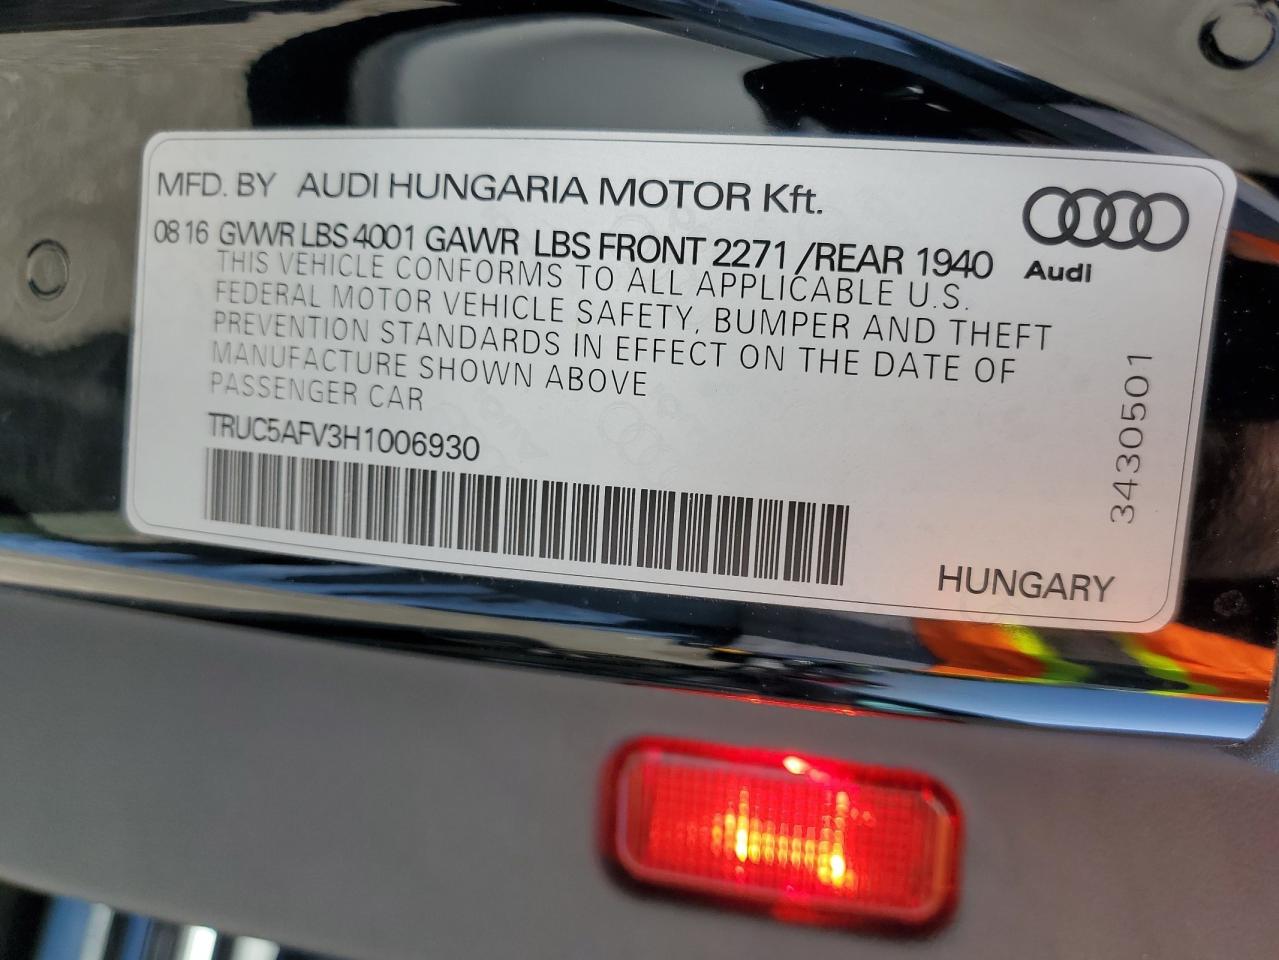 MFD. BY AUDI HUNGARIA MOTOR Kft.
08 16 GVWR LBS 4001 GAWR LBS FRONT 2271 /REAR 1940
Audi
THIS VEHICLE CONFORMS TO ALL APPLICABLE U.S.
FEDERAL MOTOR VEHICLE SAFETY, BUMPER AND THEFT
PREVENTION STANDARDS IN EFFECT ON THE DATE OF
MANUFACTURE SHOWN ABOVE
PASSENGER CAR
TRUC5AFV3H1006930
3430501
HUNGARY